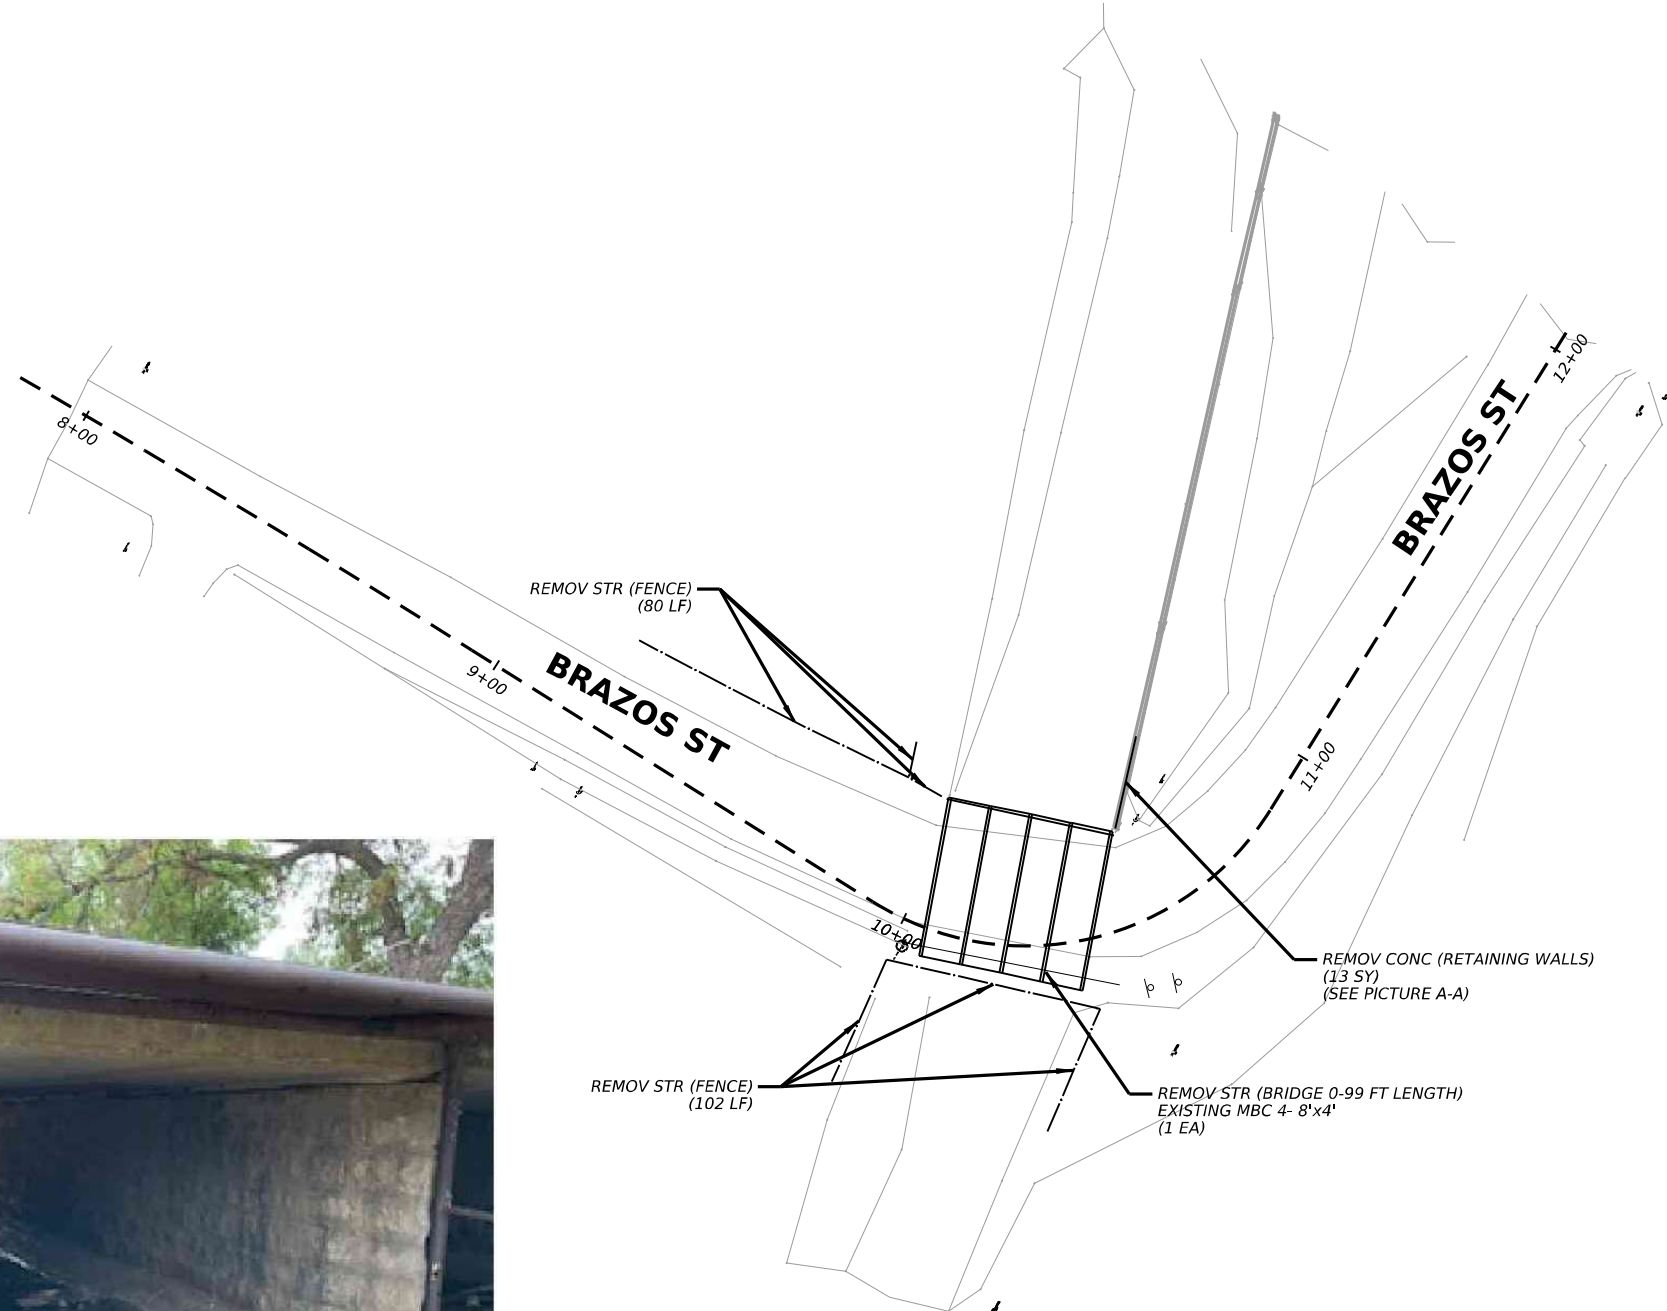 12+00
BRAZOS ST
8+00
REMOV STR (FENCE)
(80 LF)
BRAZOS ST
9+00
11+00
10+00
REMOV CONC (RETAINING WALLS)
(13 SY)
(SEE PICTURE A-A)
REMOV STR (FENCE)
(102 LF)
REMOV STR (BRIDGE 0-99 FT LENGTH)
EXISTING MBC 4- 8'x4'
(1 EA)